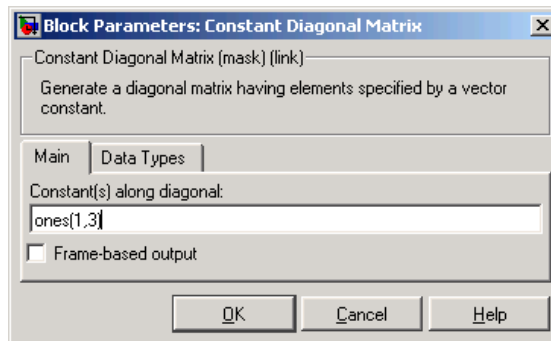 Block Parameters: Constant Diagonal Matrix
Constant Diagonal Matrix (mask) (link)
Generate a diagonal matrix having elements specified by a vector
constant.
Main Data Types
Constant(s) along diagonal:
ones(1,3)
Frame-based output
OK Cancel Help